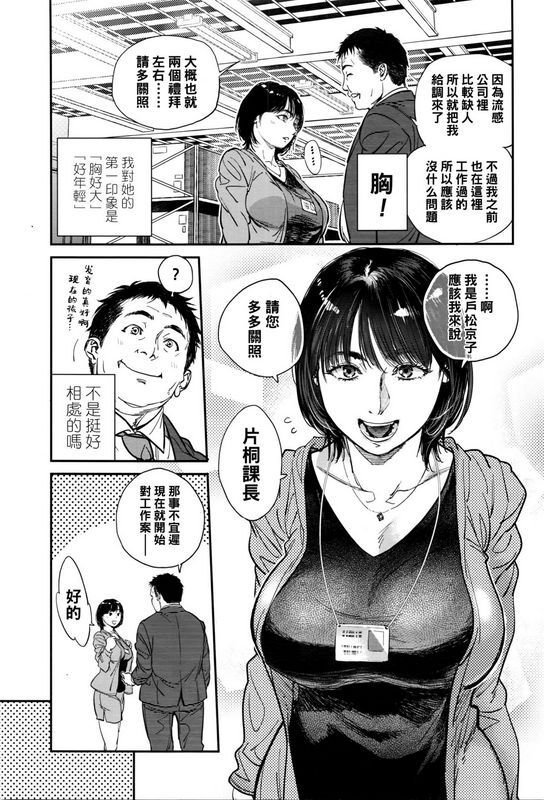 因為流感
公司裡
比較缺人
所以就把我
給調來了
不過我之前
也在這裡
工作過的
所以應該
沒什么問題
大概也就
兩個禮拜
左右……
請多關照
……
胸！
我對她的
第一印象是
「胸好大」
「好年輕」
……啊
我是戶松京子
應該我來說
請您
多多關照
片桐課長
？
發育的真好啊
現在的孩子…
不是挺好
相處的嗎
那事不宜遲
現在就開始
對工作案——
好的